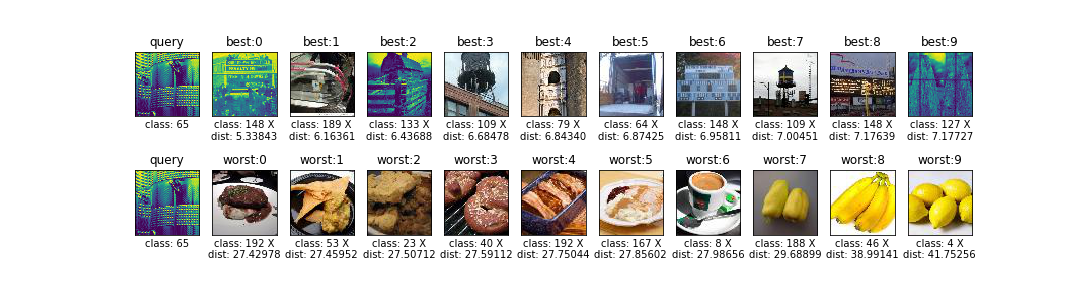 query best:0 best:1 best:2 best:3 best:4 best:5 best:6 best:7 best:8 best:9
class: 65 class: 148 X class: 189 X class: 133 X class: 109 X class: 79 X class: 64 X class: 148 X class: 109 X class: 148 X class: 127 X
dist: 5.33843 dist: 6.16361 dist: 6.43688 dist: 6.68478 dist: 6.84340 dist: 6.87425 dist: 6.95811 dist: 7.00451 dist: 7.17639 dist: 7.17727
query worst:0 worst:1 worst:2 worst:3 worst:4 worst:5 worst:6 worst:7 worst:8 worst:9
class: 65 class: 192 X class: 53 X class: 23 X class: 40 X class: 192 X class: 167 X class: 8 X class: 188 X class: 46 X class: 4 X
dist: 27.42978 dist: 27.45952 dist: 27.50712 dist: 27.59112 dist: 27.75044 dist: 27.85602 dist: 27.98656 dist: 29.68899 dist: 38.99141 dist: 41.75256